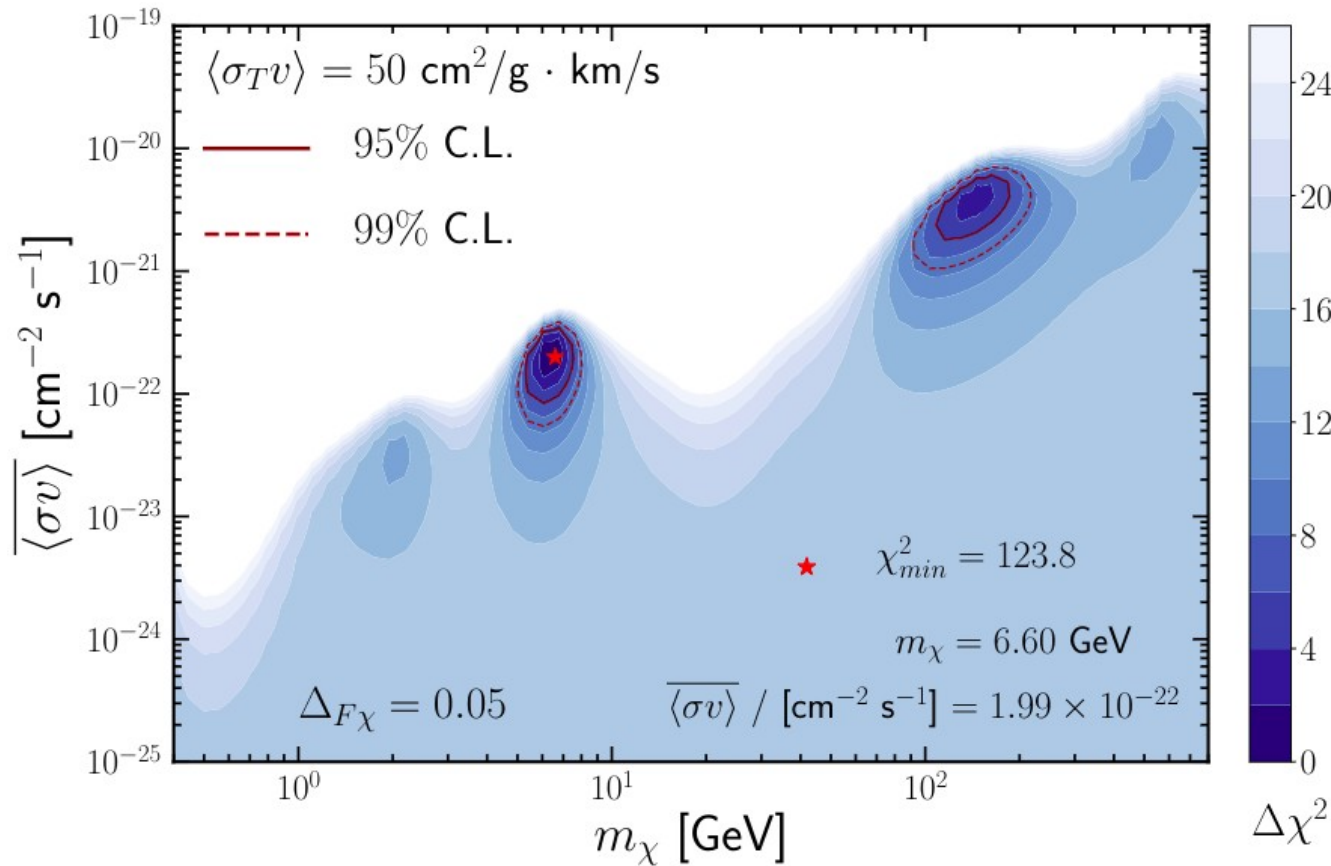 10⁻¹⁹
10⁻²⁰
10⁻²¹
10⁻²²
10⁻²³
10⁻²⁴
10⁻²⁵
⟨σv⟩‾ [cm⁻² s⁻¹]
⟨σ_T v⟩ = 50 cm²/g · km/s
95% C.L.
99% C.L.
χ²_min = 123.8
m_χ = 6.60 GeV
Δ_Fχ = 0.05
⟨σv⟩‾ / [cm⁻² s⁻¹] = 1.99 × 10⁻²²
10⁰ 10¹ 10²
m_χ [GeV]
24
20
16
12
8
4
0
Δχ²